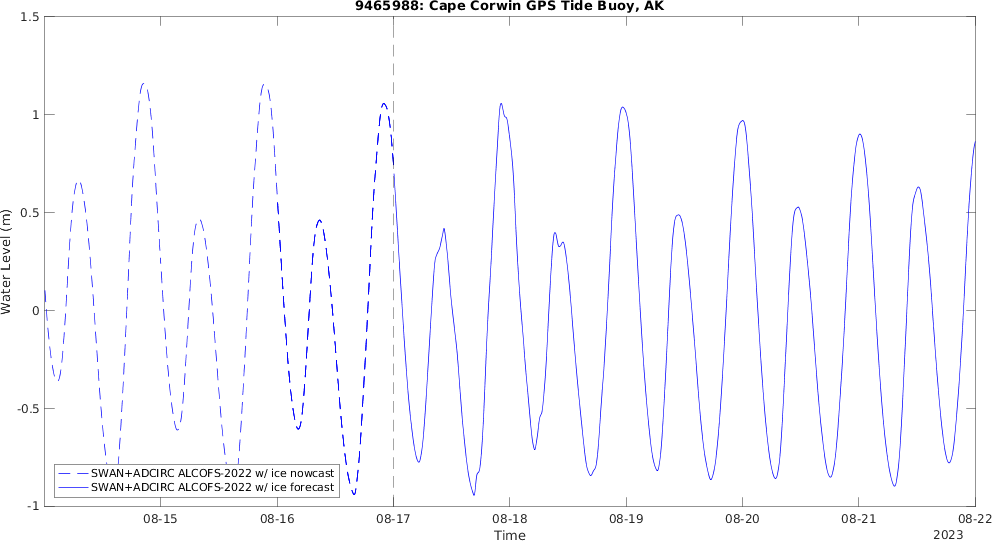 9465988: Cape Corwin GPS Tide Buoy, AK
1.5
1
0.5
0
-0.5
-1
Water Level (m)
SWAN+ADCIRC ALCOFS-2022 w/ ice nowcast
SWAN+ADCIRC ALCOFS-2022 w/ ice forecast
08-15 08-16 08-17 08-18 08-19 08-20 08-21 08-22
Time
2023